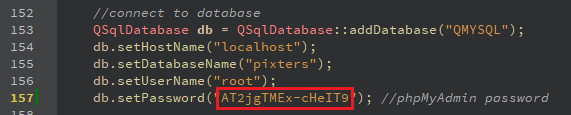 152 //connect to database
153 QSqlDatabase db = QSqlDatabase::addDatabase("QMYSQL");
154 db.setHostName("localhost");
155 db.setDatabaseName("pixters");
156 db.setUserName("root");
157 db.setPassword("AT2jgTMEx-cHeIT9"); //phpMyAdmin password